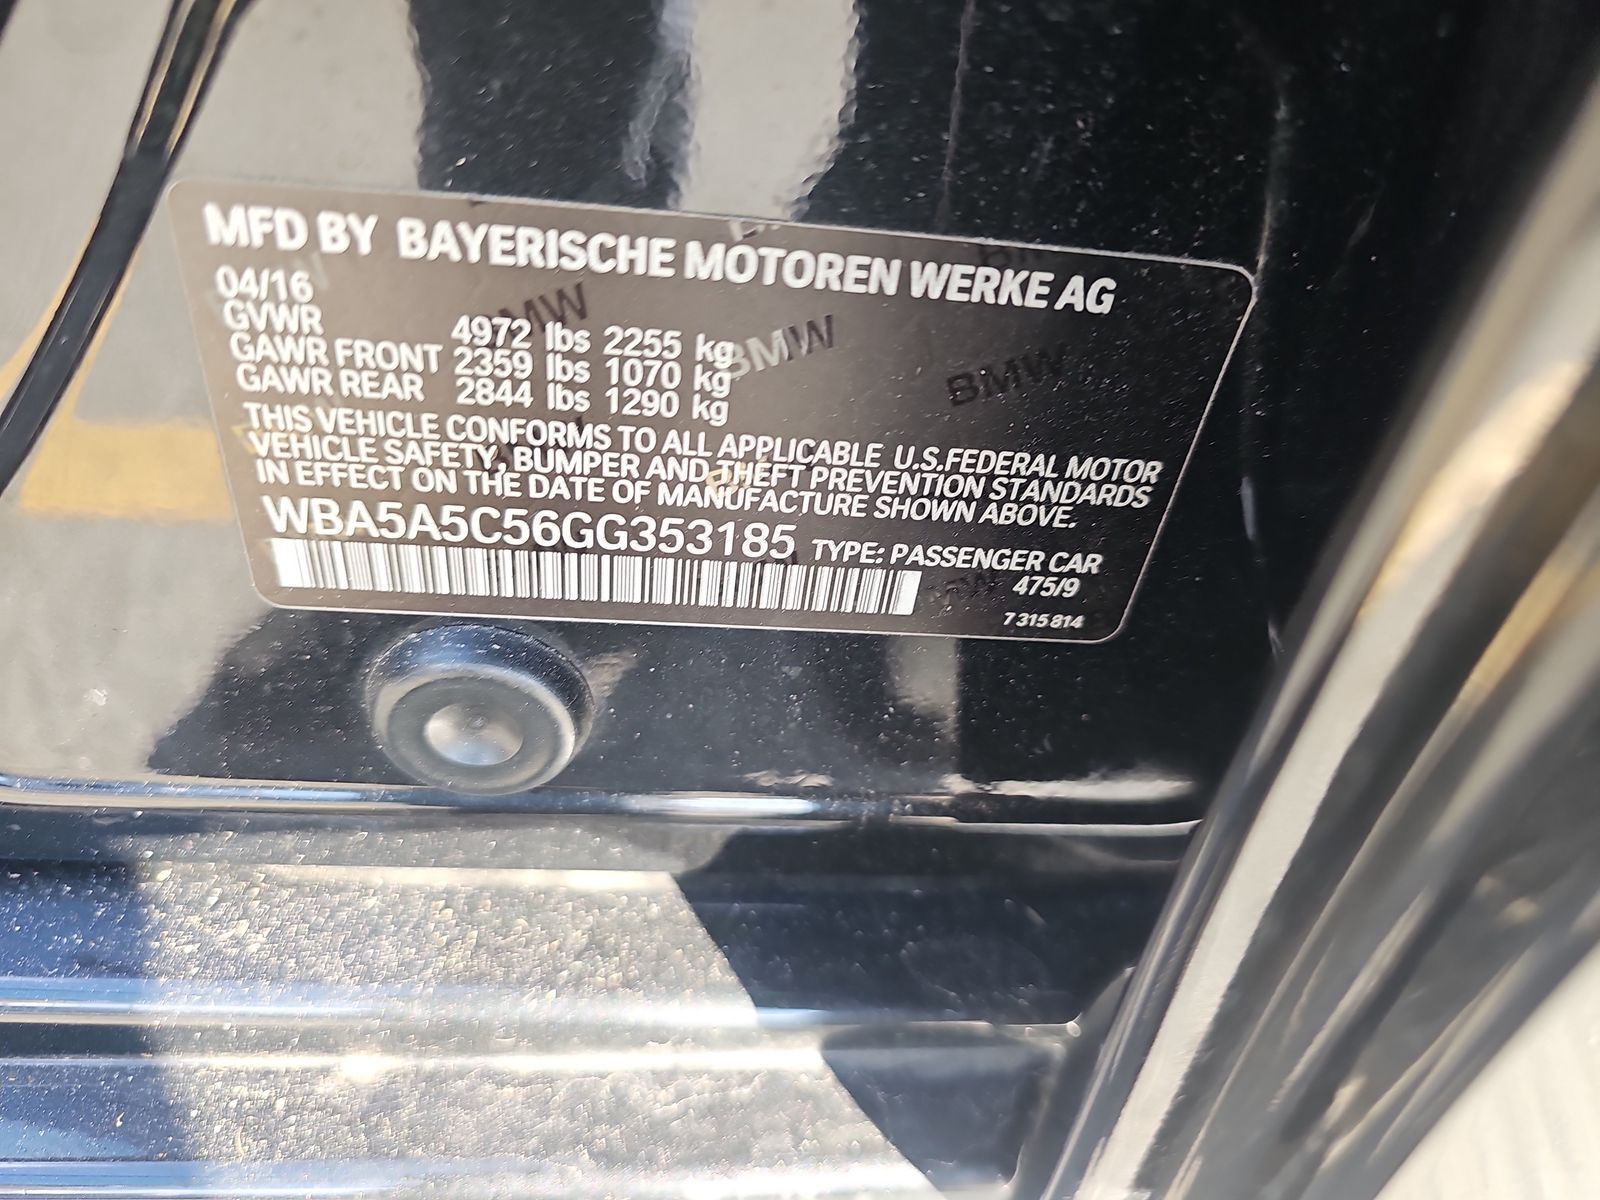 MFD BY BAYERISCHE MOTOREN WERKE AG
04/16
GVWR 4972 lbs 2255 kg
GAWR FRONT 2359 lbs 1070 kg
GAWR REAR 2844 lbs 1290 kg
THIS VEHICLE CONFORMS TO ALL APPLICABLE U.S.FEDERAL MOTOR
VEHICLE SAFETY, BUMPER AND THEFT PREVENTION STANDARDS
IN EFFECT ON THE DATE OF MANUFACTURE SHOWN ABOVE.
WBA5A5C56GG353185 TYPE: PASSENGER CAR
475/9
7 315 814
BMW
BMW
BMW